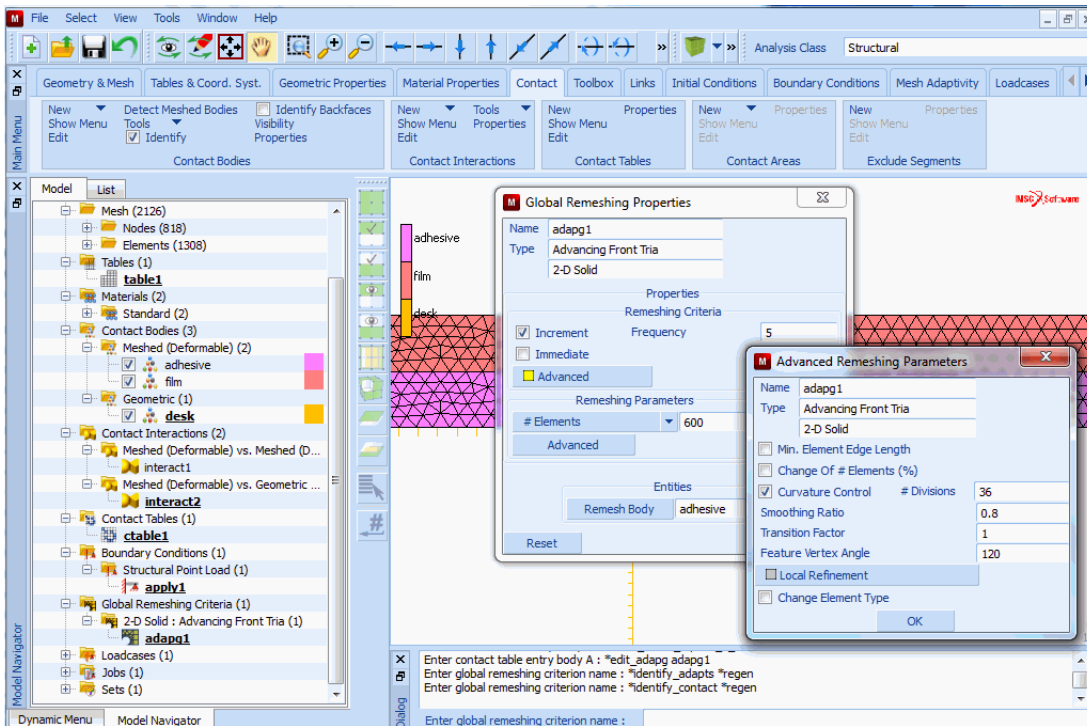 File Select View Tools Window Help
Analysis Class Structural
Geometry & Mesh Tables & Coord. Syst. Geometric Properties Material Properties Contact Toolbox Links Initial Conditions Boundary Conditions Mesh Adaptivity Loadcases
Main Menu
New Detect Meshed Bodies Identify Backfaces
Show Menu Tools Visibility
Edit Identify Properties
Contact Bodies
New Tools
Show Menu Properties
Edit
Contact Interactions
New Properties
Show Menu
Edit
Contact Tables
New Properties
Show Menu
Edit
Contact Areas
New Properties
Show Menu
Edit
Exclude Segments
Model List
Mesh (2126)
Nodes (818)
Elements (1308)
Tables (1)
table1
Materials (2)
Standard (2)
Contact Bodies (3)
Meshed (Deformable) (2)
adhesive
film
Geometric (1)
desk
Contact Interactions (2)
Meshed (Deformable) vs. Meshed (D...
interact1
Meshed (Deformable) vs. Geometric ...
interact2
Contact Tables (1)
ctable1
Boundary Conditions (1)
Structural Point Load (1)
apply1
Global Remeshing Criteria (1)
2-D Solid : Advancing Front Tria (1)
adapg1
Loadcases (1)
Jobs (1)
Sets (1)
Model Navigator
Dynamic Menu Model Navigator
adhesive
film
desk
MSC Software
Global Remeshing Properties
Name adapg1
Type Advancing Front Tria
2-D Solid
Properties
Remeshing Criteria
Increment Frequency 5
Immediate
Advanced
Remeshing Parameters
# Elements 600
Advanced
Entities
Remesh Body adhesive
Reset
Advanced Remeshing Parameters
Name adapg1
Type Advancing Front Tria
2-D Solid
Min. Element Edge Length
Change Of # Elements (%)
Curvature Control # Divisions 36
Smoothing Ratio 0.8
Transition Factor 1
Feature Vertex Angle 120
Local Refinement
Change Element Type
OK
Dialog
Enter contact table entry body A : *edit_adapg adapg1
Enter global remeshing criterion name : *identify_adapts *regen
Enter global remeshing criterion name : *identify_contact *regen
Enter global remeshing criterion name :